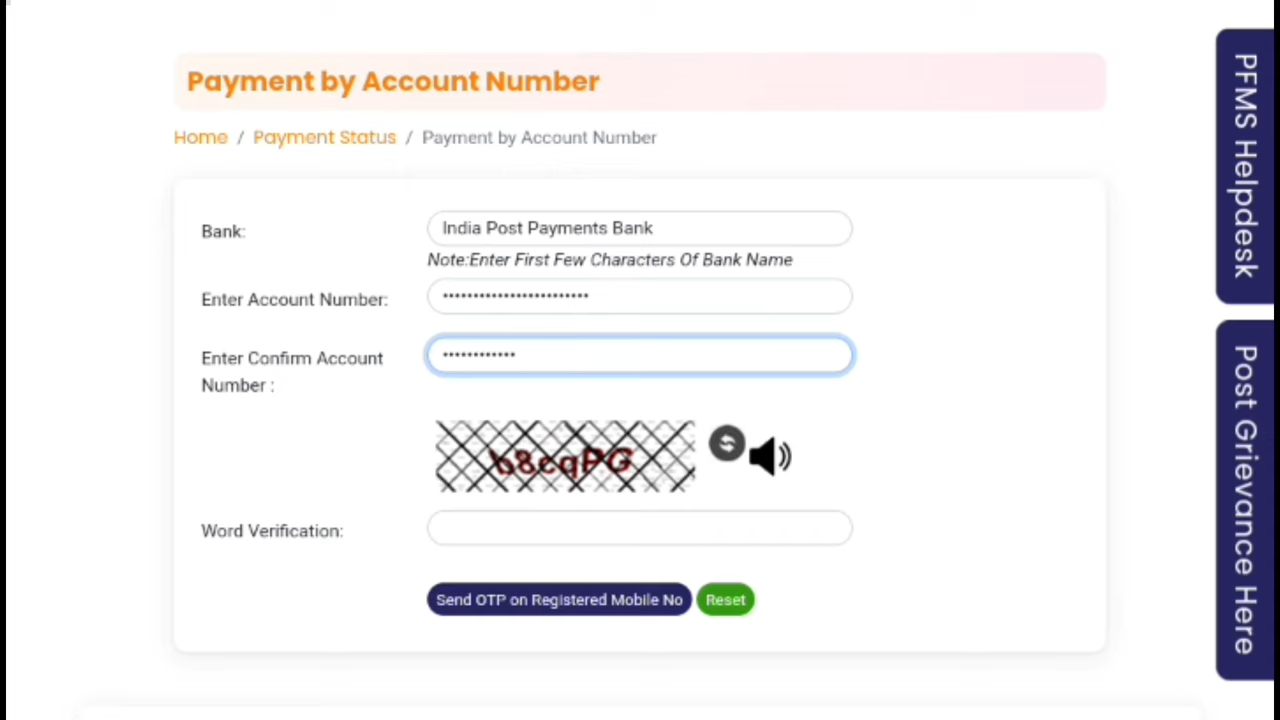 Payment by Account Number
Home / Payment Status / Payment by Account Number
Bank:
India Post Payments Bank
Note:Enter First Few Characters Of Bank Name
Enter Account Number:
••••••••••••••••••••••••
Enter Confirm Account
Number :
••••••••••••
b8cqPG
Word Verification:
Send OTP on Registered Mobile No
Reset
PFMS Helpdesk
Post Grievance Here